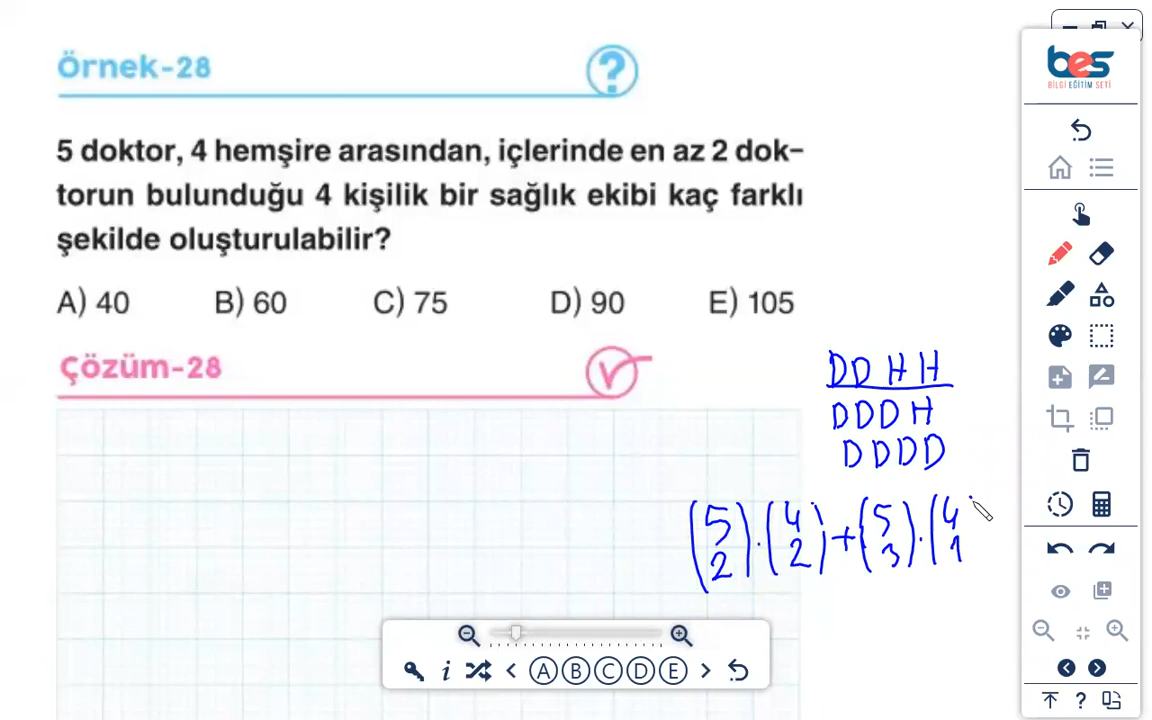 Örnek-28
?
5 doktor, 4 hemşire arasından, içlerinde en az 2 dok-
torun bulunduğu 4 kişilik bir sağlık ekibi kaç farklı
şekilde oluşturulabilir?
A) 40 B) 60 C) 75 D) 90 E) 105
Çözüm-28
DDHH
DDDH
DDDD
(5 2).(4 2)+(5 3).(4 1
A B C D E
bes
BİLGİ EĞİTİM SETİ